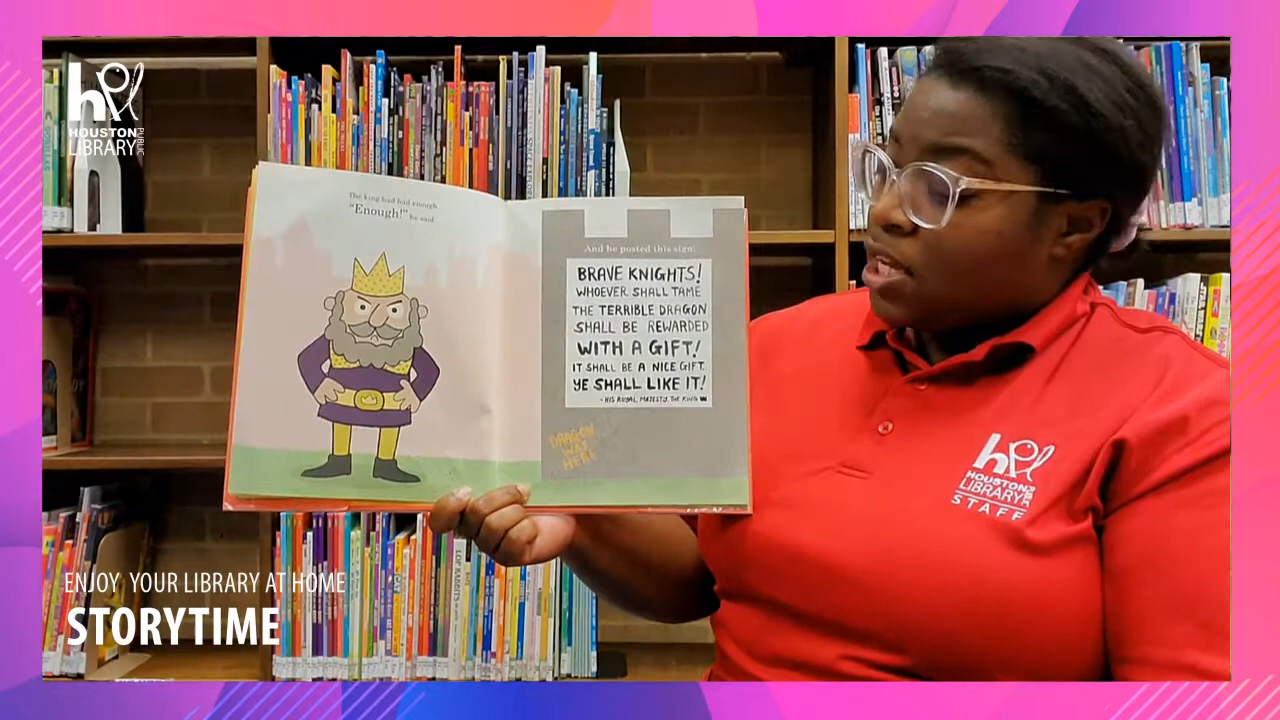 HOUSTON
LIBRARY
PUBLIC
The king had had enough.
"Enough!" he said.
And he posted this sign:
BRAVE KNIGHTS!
WHOEVER SHALL TAME
THE TERRIBLE DRAGON
SHALL BE REWARDED
WITH A GIFT!
IT SHALL BE A NICE GIFT.
YE SHALL LIKE IT!
- HIS ROYAL MAJESTY, THE KING
DRAGON
WAS
HERE
HOUSTON
LIBRARY
PUBLIC
STAFF
ENJOY YOUR LIBRARY AT HOME
STORYTIME
LOP RABBITS